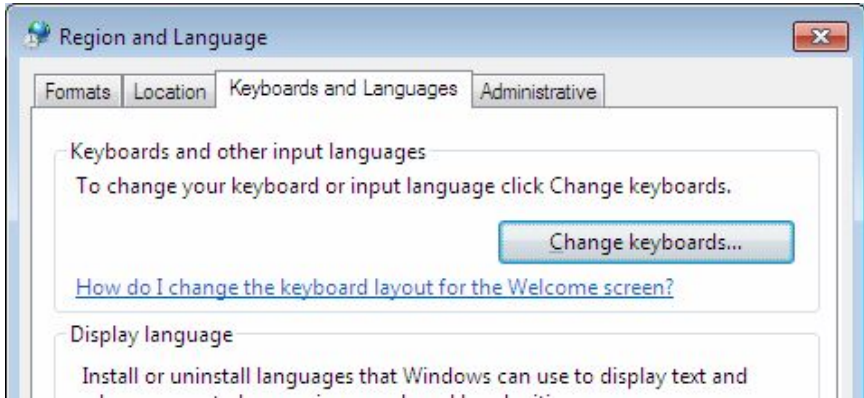 Region and Language
Formats Location Keyboards and Languages Administrative
Keyboards and other input languages
To change your keyboard or input language click Change keyboards.
Change keyboards...
How do I change the keyboard layout for the Welcome screen?
Display language
Install or uninstall languages that Windows can use to display text and